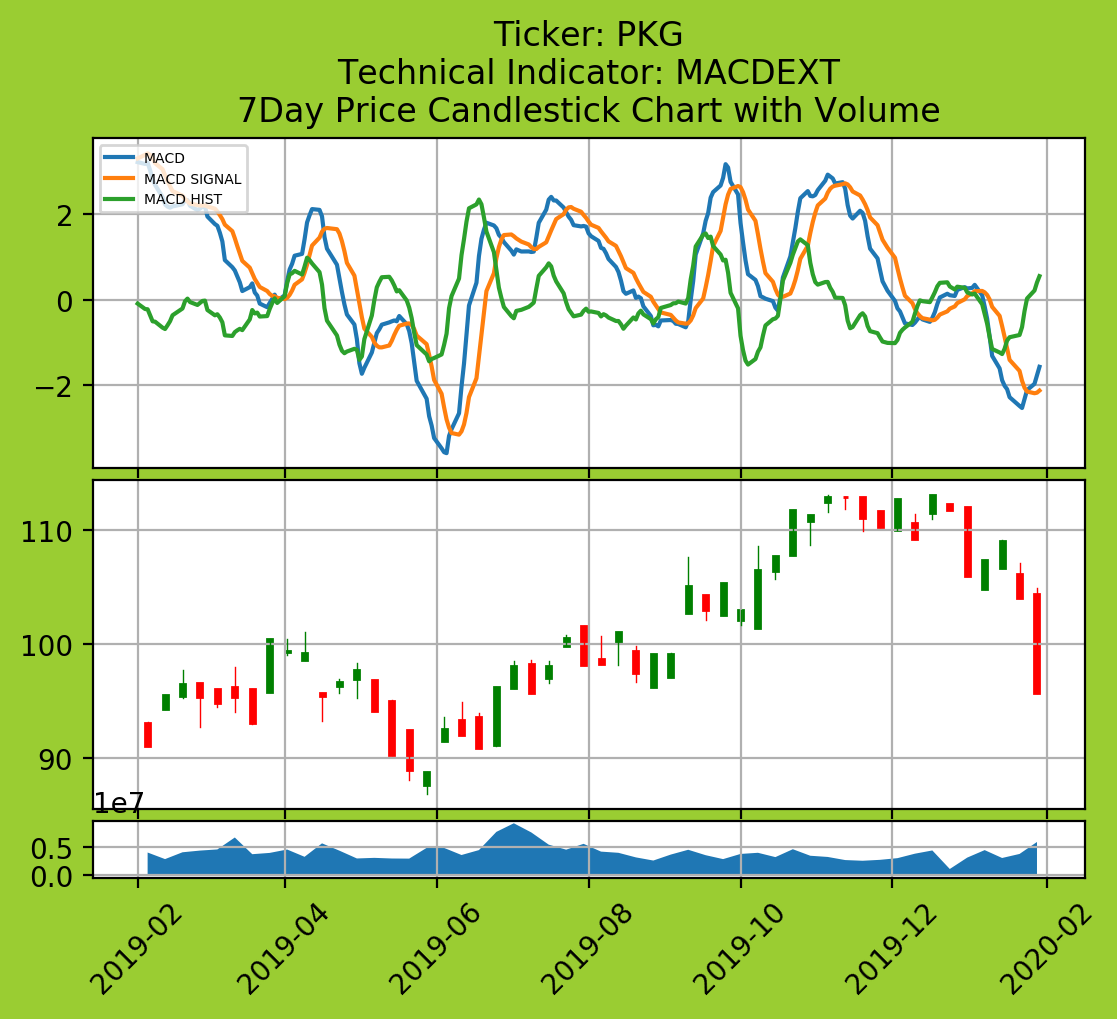 Ticker: PKG
Technical Indicator: MACDEXT
7Day Price Candlestick Chart with Volume
MACD
MACD SIGNAL
MACD HIST
2
0
−2
110
100
90
1e7
0.5
0.0
2019-02
2019-04
2019-06
2019-08
2019-10
2019-12
2020-02